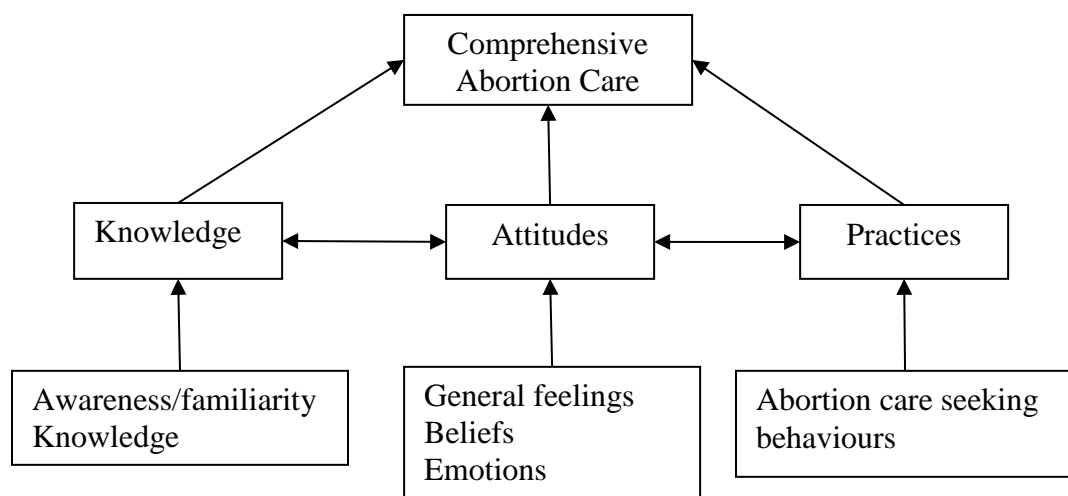 Comprehensive
Abortion Care
Knowledge
Attitudes
Practices
Awareness/familiarity
Knowledge
General feelings
Beliefs
Emotions
Abortion care seeking
behaviours